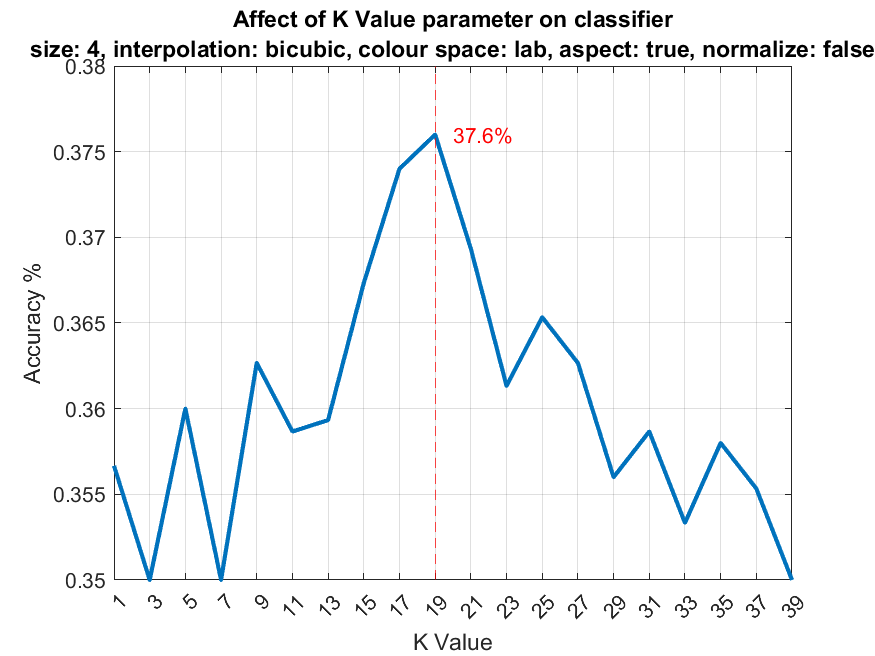 Affect of K Value parameter on classifier
size: 4, interpolation: bicubic, colour space: lab, aspect: true, normalize: false
0.38
37.6%
0.375
0.37
0.365
0.36
0.355
0.35
Accuracy %
1 3 5 7 9 11 13 15 17 19 21 23 25 27 29 31 33 35 37 39
K Value